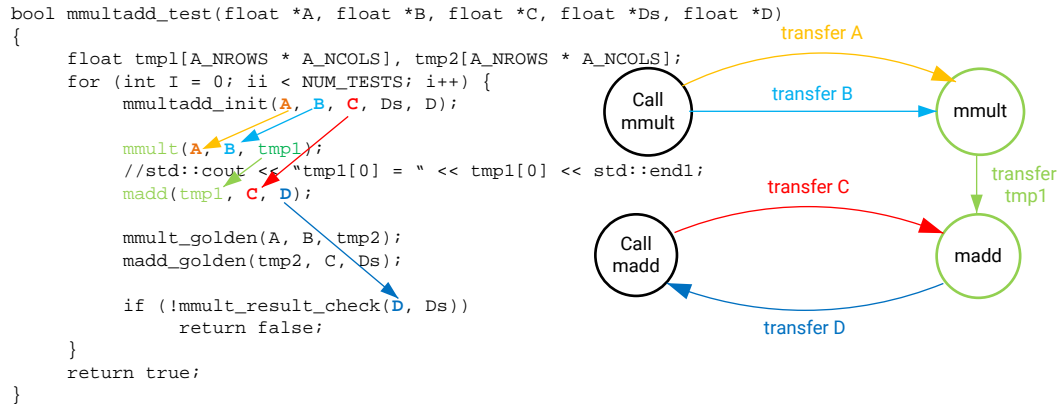 bool mmultadd_test(float *A, float *B, float *C, float *Ds, float *D)
{
float tmp1[A_NROWS * A_NCOLS], tmp2[A_NROWS * A_NCOLS];
for (int I = 0; ii < NUM_TESTS; i++) {
mmultadd_init(A, B, C, Ds, D);
mmult(A, B, tmp1);
//std::cout << “tmp1[0] = “ << tmp1[0] << std::endl;
madd(tmp1, C, D);
mmult_golden(A, B, tmp2);
madd_golden(tmp2, C, Ds);
if (!mmult_result_check(D, Ds))
return false;
}
return true;
}
transfer A
Call
mmult
transfer B
mmult
transfer
tmp1
transfer C
Call
madd
madd
transfer D